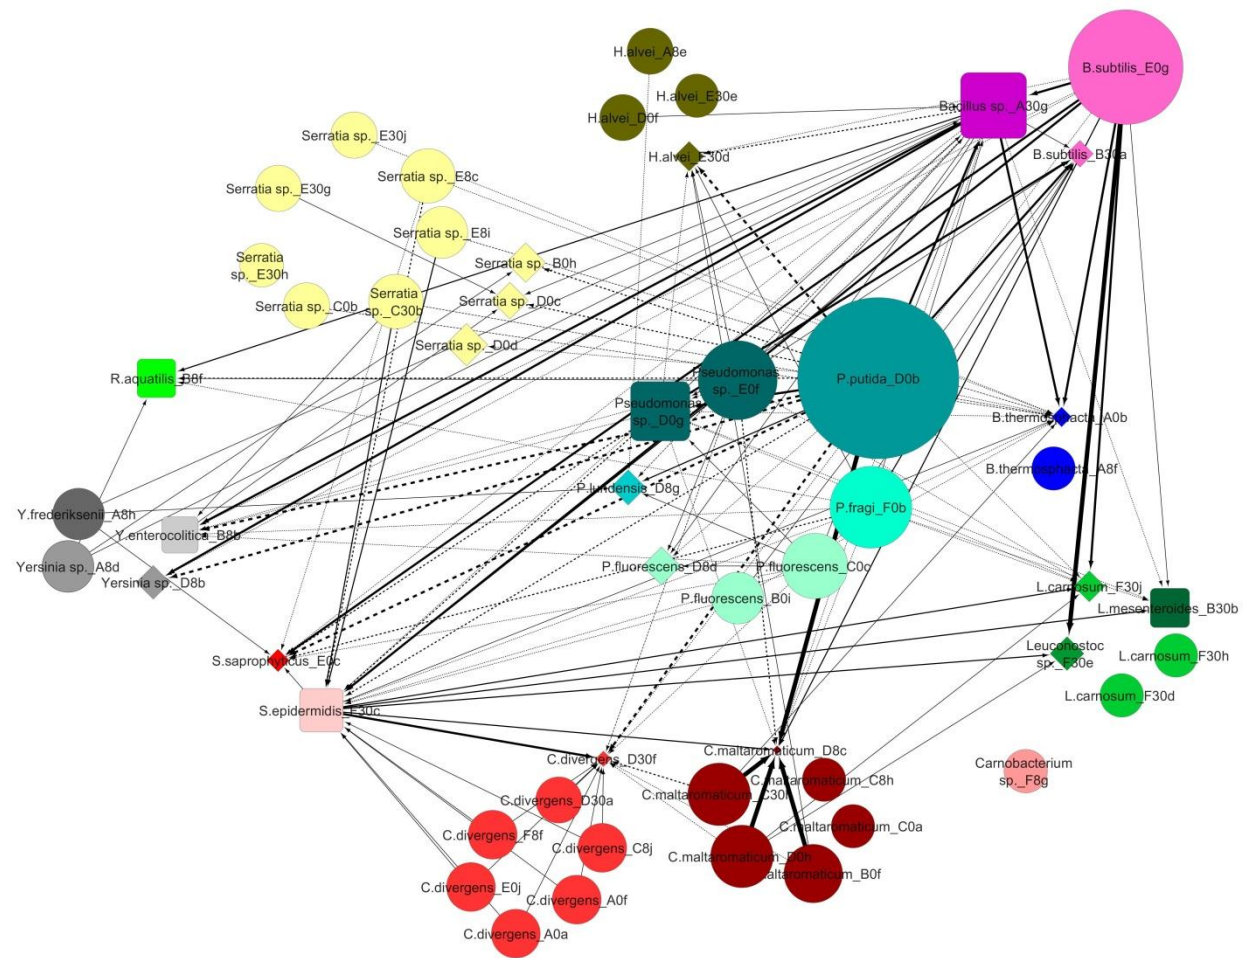 H.alvei_A8e
B.subtilis_E0g
H.alvei_E30e
Bacillus sp._A30g
H.alvei_D0f
Serratia sp._E30j
H.alvei_E30d
B.subtilis_B30a
Serratia sp._E8c
Serratia sp._E30g
Serratia sp._E8i
Serratia
sp._E30h
Serratia sp._B0h
Serratia sp._C0b
Serratia
sp._C30b
Serratia sp._D0c
Serratia sp._D0d
R.aquatilis_B8f
Pseudomonas
sp._E0f
P.putida_D0b
Pseudomonas
sp._D0g
B.thermosphacta_A0b
B.thermosphacta_A8f
P.lundensis_D8g
P.fragi_F0b
Y.frederiksenii_A8h
Y.enterocolitica_B8b
Yersinia sp._A8d
Yersinia sp._D8b
P.fluorescens_D8d
P.fluorescens_C0c
P.fluorescens_B0i
L.carnosum_F30j
L.mesenteroides_B30b
Leuconostoc
sp._F30e
L.carnosum_F30h
L.carnosum_F30d
S.saprophyticus_E0c
S.epidermidis_F30c
C.divergens_D30f
C.maltaromaticum_D8c
Carnobacterium
sp._F8g
C.maltaromaticum_C8h
C.maltaromaticum_C30h
C.divergens_D30a
C.maltaromaticum_C0a
C.divergens_F8f
C.divergens_C8j
C.maltaromaticum_D0h
altaromaticum_B0f
C.divergens_E0j
C.divergens_A0f
C.divergens_A0a